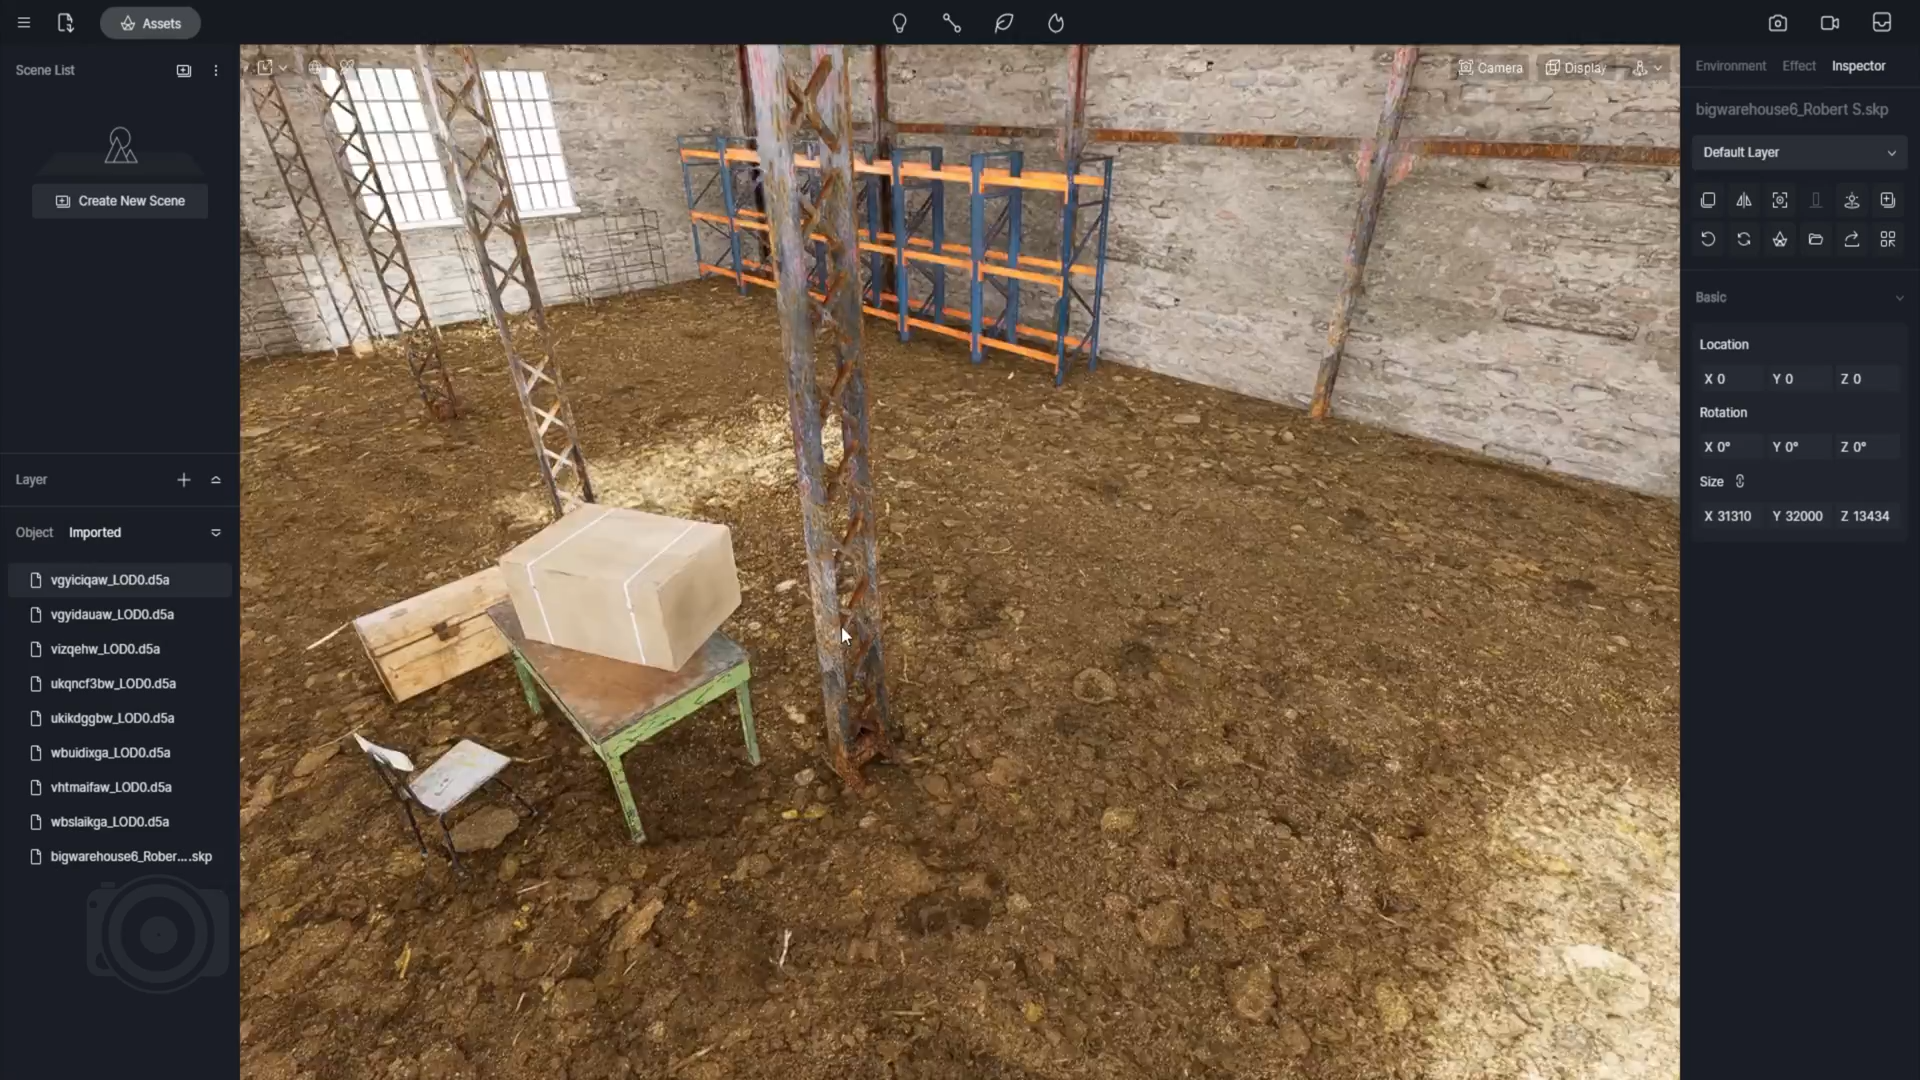 Assets
Scene List
Create New Scene
Layer
Object Imported
vgyiciqaw_LOD0.d5a
vgyidauaw_LOD0.d5a
vizqehw_LOD0.d5a
ukqncf3bw_LOD0.d5a
ukikdggbw_LOD0.d5a
wbuidixga_LOD0.d5a
vhtmaifaw_LOD0.d5a
wbslaikga_LOD0.d5a
bigwarehouse6_Rober....skp
Camera Display
Environment Effect Inspector
bigwarehouse6_Robert S.skp
Default Layer
Basic
Location
X 0 Y 0 Z 0
Rotation
X 0° Y 0° Z 0°
Size
X 31310 Y 32000 Z 13434